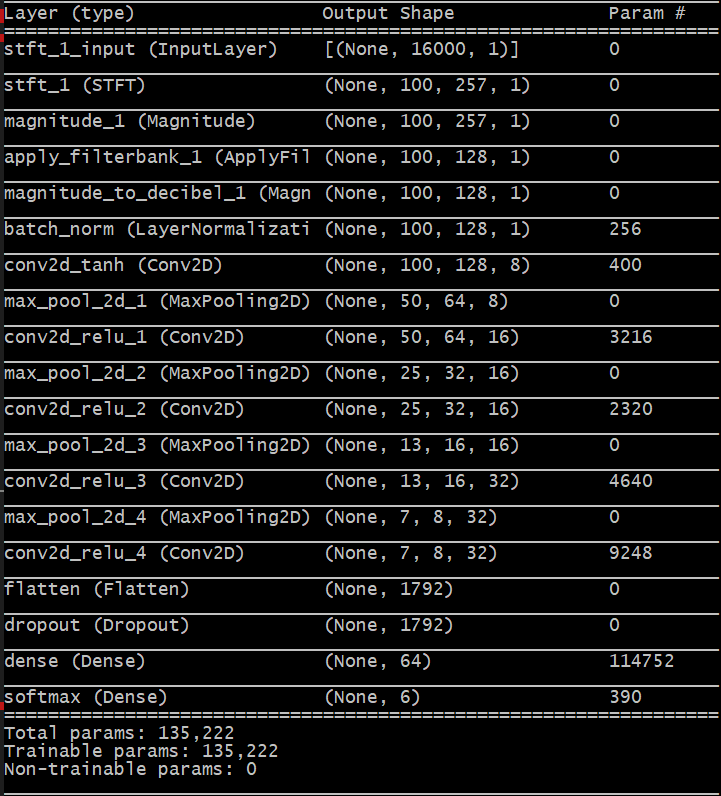 Layer (type) Output Shape Param #
=================================================================
stft_1_input (InputLayer) [(None, 16000, 1)] 0
stft_1 (STFT) (None, 100, 257, 1) 0
magnitude_1 (Magnitude) (None, 100, 257, 1) 0
apply_filterbank_1 (ApplyFil (None, 100, 128, 1) 0
magnitude_to_decibel_1 (Magn (None, 100, 128, 1) 0
batch_norm (LayerNormalizati (None, 100, 128, 1) 256
conv2d_tanh (Conv2D) (None, 100, 128, 8) 400
max_pool_2d_1 (MaxPooling2D) (None, 50, 64, 8) 0
conv2d_relu_1 (Conv2D) (None, 50, 64, 16) 3216
max_pool_2d_2 (MaxPooling2D) (None, 25, 32, 16) 0
conv2d_relu_2 (Conv2D) (None, 25, 32, 16) 2320
max_pool_2d_3 (MaxPooling2D) (None, 13, 16, 16) 0
conv2d_relu_3 (Conv2D) (None, 13, 16, 32) 4640
max_pool_2d_4 (MaxPooling2D) (None, 7, 8, 32) 0
conv2d_relu_4 (Conv2D) (None, 7, 8, 32) 9248
flatten (Flatten) (None, 1792) 0
dropout (Dropout) (None, 1792) 0
dense (Dense) (None, 64) 114752
softmax (Dense) (None, 6) 390
=================================================================
Total params: 135,222
Trainable params: 135,222
Non-trainable params: 0